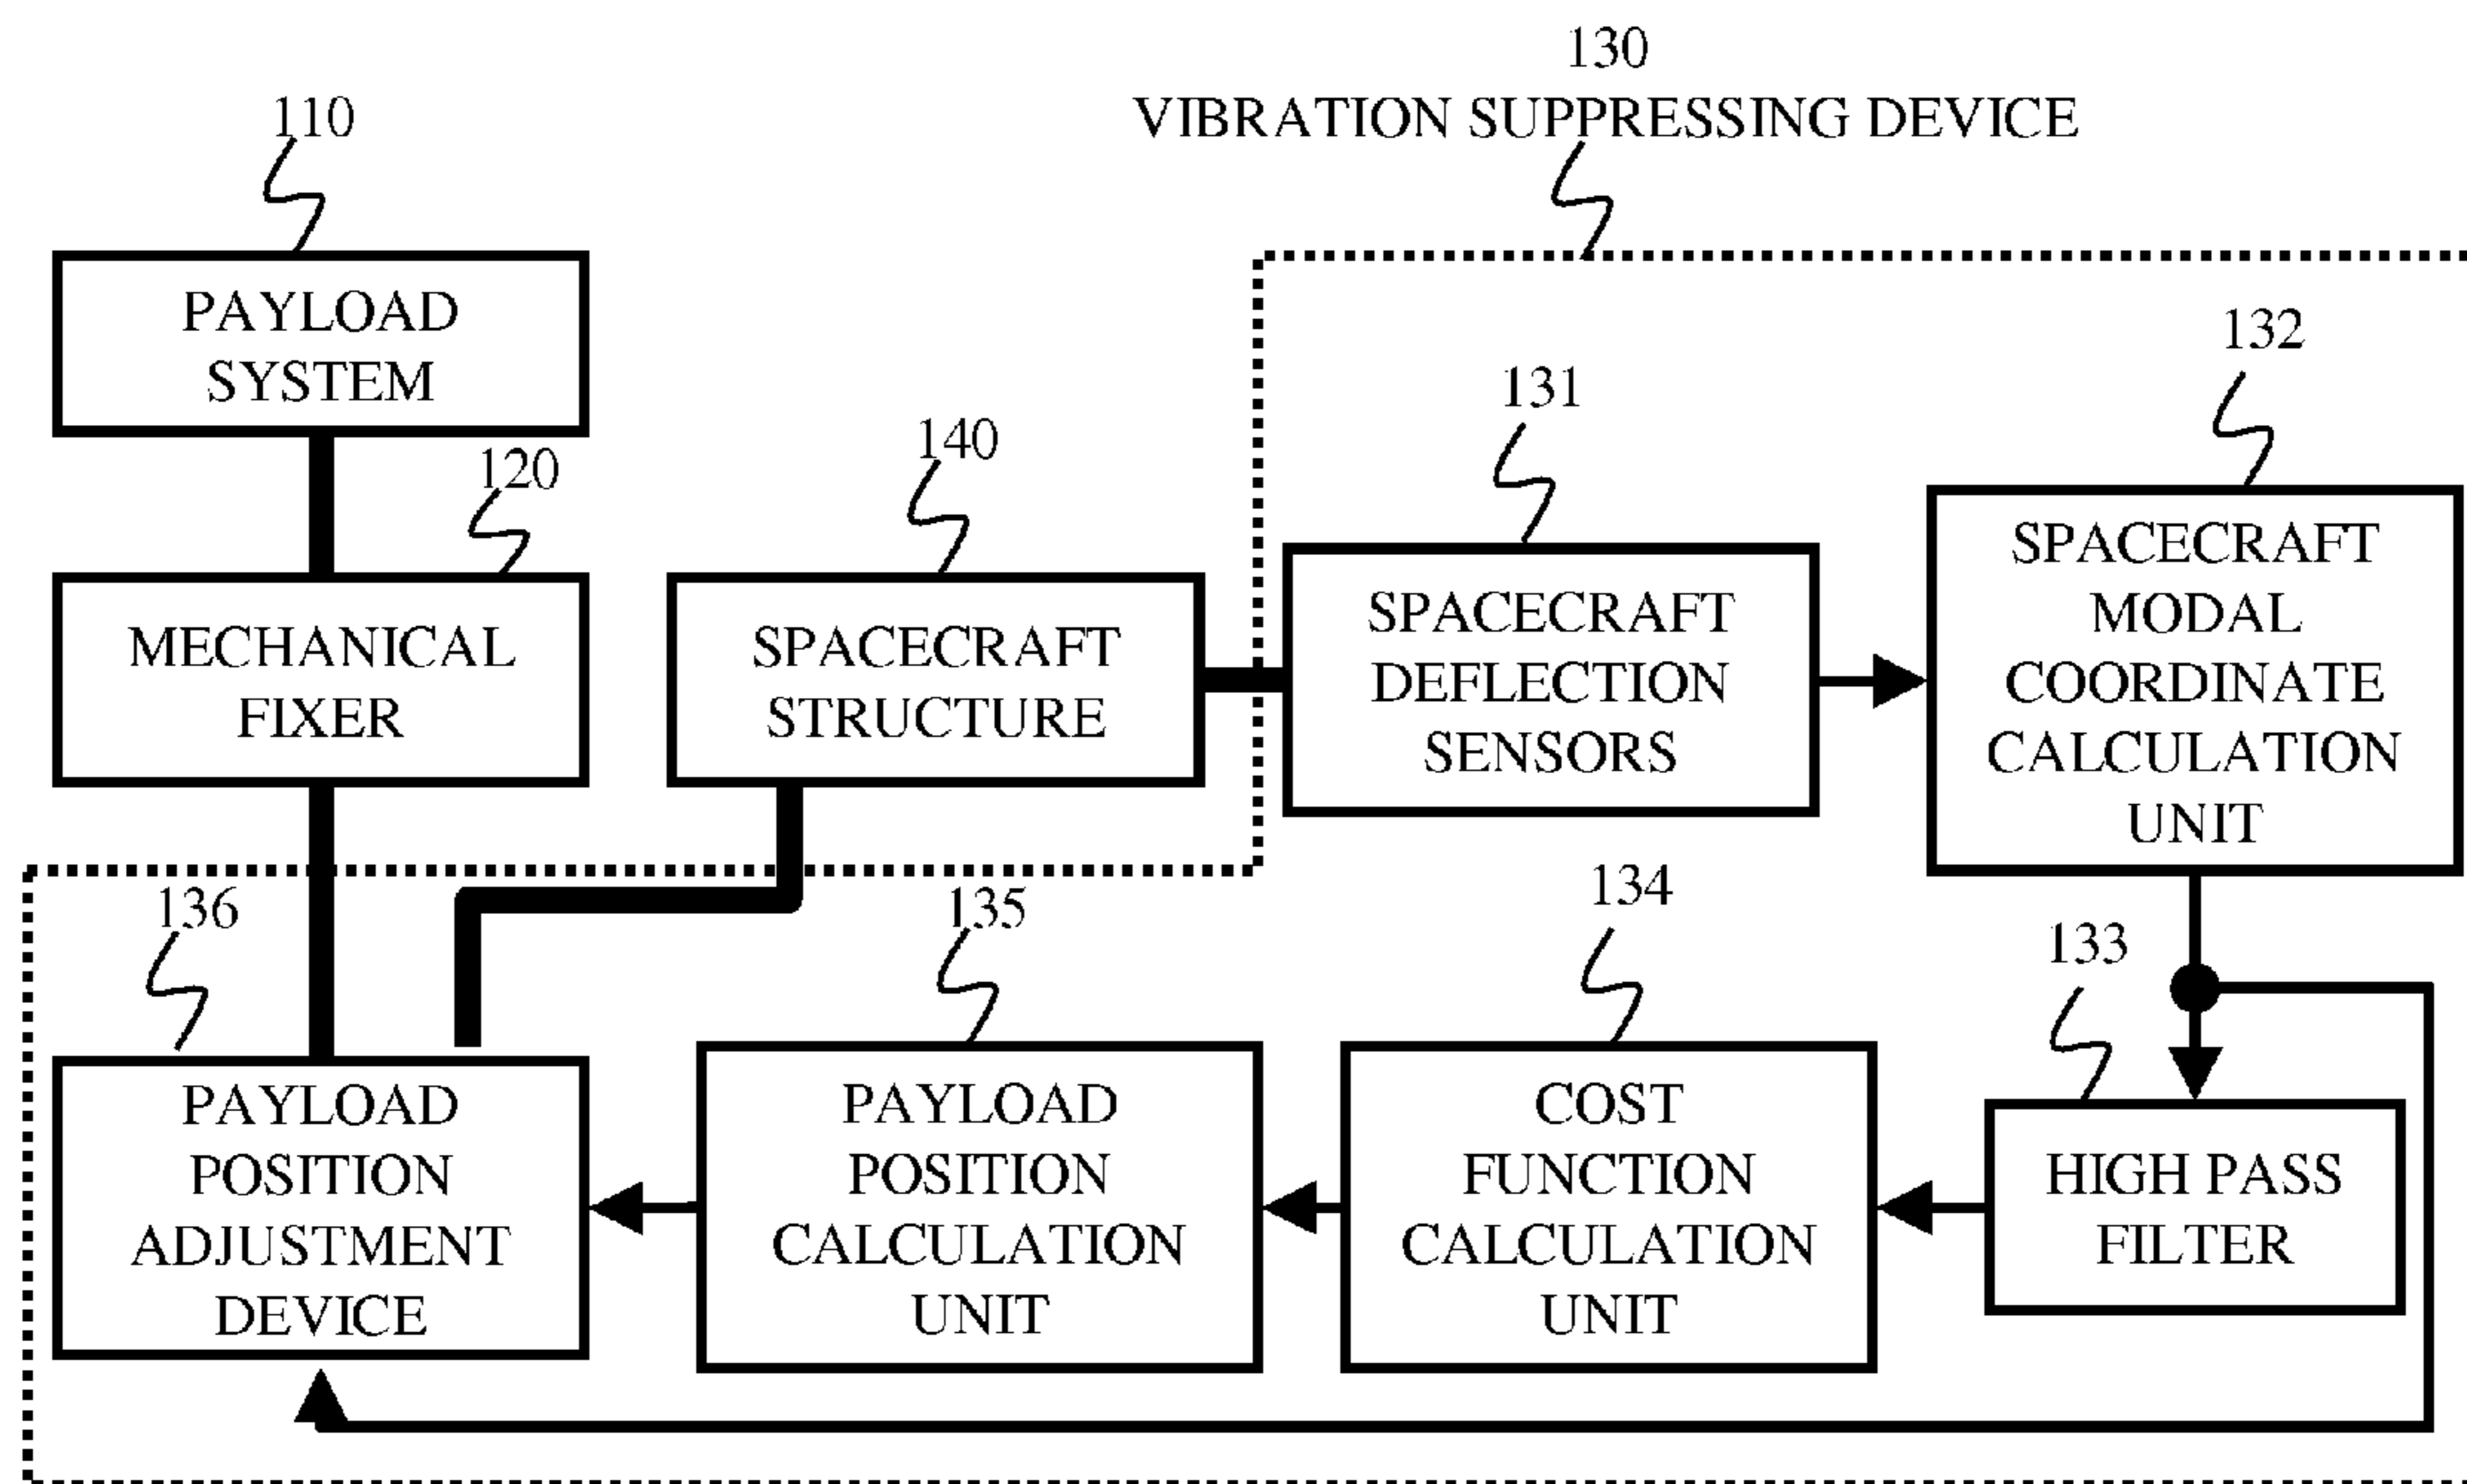 130
VIBRATION SUPPRESSING DEVICE
110
PAYLOAD
SYSTEM
120
MECHANICAL
FIXER
140
SPACECRAFT
STRUCTURE
131
SPACECRAFT
DEFLECTION
SENSORS
132
SPACECRAFT
MODAL
COORDINATE
CALCULATION
UNIT
136
PAYLOAD
POSITION
ADJUSTMENT
DEVICE
135
PAYLOAD
POSITION
CALCULATION
UNIT
134
COST
FUNCTION
CALCULATION
UNIT
133
HIGH PASS
FILTER